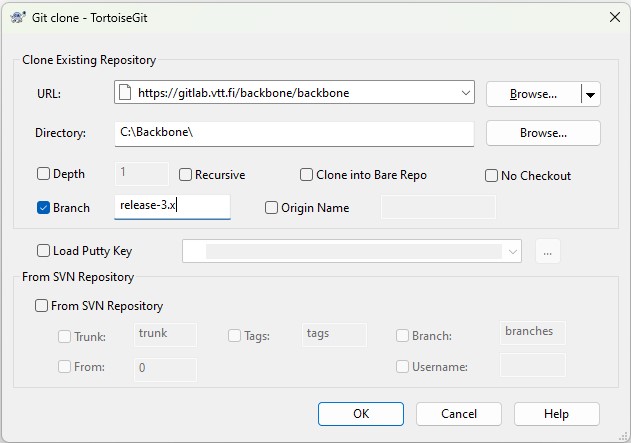 Git clone - TortoiseGit
Clone Existing Repository
URL: https://gitlab.vtt.fi/backbone/backbone Browse...
Directory: C:\Backbone\ Browse...
Depth 1 Recursive Clone into Bare Repo No Checkout
Branch release-3.x Origin Name
Load Putty Key ...
From SVN Repository
From SVN Repository
Trunk: trunk Tags: tags Branch: branches
From: 0 Username:
OK Cancel Help